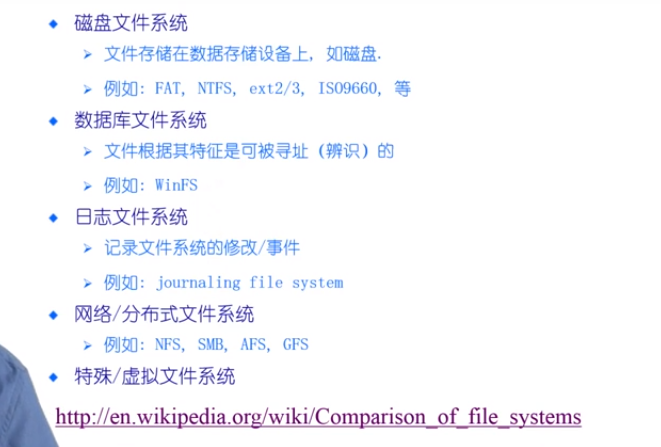 磁盘文件系统
文件存储在数据存储设备上, 如磁盘.
例如: FAT, NTFS, ext2/3, ISO9660, 等
数据库文件系统
文件根据其特征是可被寻址（辨识）的
例如: WinFS
日志文件系统
记录文件系统的修改/事件
例如: journaling file system
网络/分布式文件系统
例如: NFS, SMB, AFS, GFS
特殊/虚拟文件系统
http://en.wikipedia.org/wiki/Comparison_of_file_systems